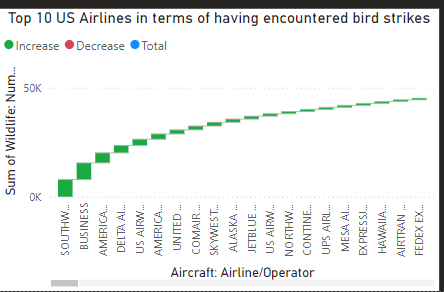 Top 10 US Airlines in terms of having encountered bird strikes
Increase Decrease Total
Sum of Wildlife: Num...
50K
0K
SOUTHW...
BUSINESS
AMERICA...
DELTA AI...
US AIRW...
AMERICA...
UNITED ...
COMAIR ...
SKYWEST...
ALASKA ...
JETBLUE ...
US AIRW...
NORTHW...
CONTINE...
UPS AIRL...
MESA AI...
EXPRESSJ...
HAWAIIA...
AIRTRAN ...
FEDEX EX...
Aircraft: Airline/Operator